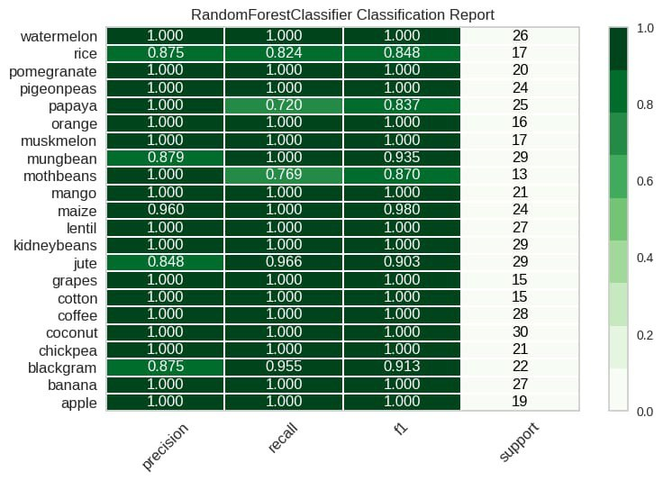 RandomForestClassifier Classification Report
watermelon 1.000 1.000 1.000 26
rice 0.875 0.824 0.848 17
pomegranate 1.000 1.000 1.000 20
pigeonpeas 1.000 1.000 1.000 24
papaya 1.000 0.720 0.837 25
orange 1.000 1.000 1.000 16
muskmelon 1.000 1.000 1.000 17
mungbean 0.879 1.000 0.935 29
mothbeans 1.000 0.769 0.870 13
mango 1.000 1.000 1.000 21
maize 0.960 1.000 0.980 24
lentil 1.000 1.000 1.000 27
kidneybeans 1.000 1.000 1.000 29
jute 0.848 0.966 0.903 29
grapes 1.000 1.000 1.000 15
cotton 1.000 1.000 1.000 15
coffee 1.000 1.000 1.000 28
coconut 1.000 1.000 1.000 30
chickpea 1.000 1.000 1.000 21
blackgram 0.875 0.955 0.913 22
banana 1.000 1.000 1.000 27
apple 1.000 1.000 1.000 19
precision recall f1 support
1.0
0.8
0.6
0.4
0.2
0.0